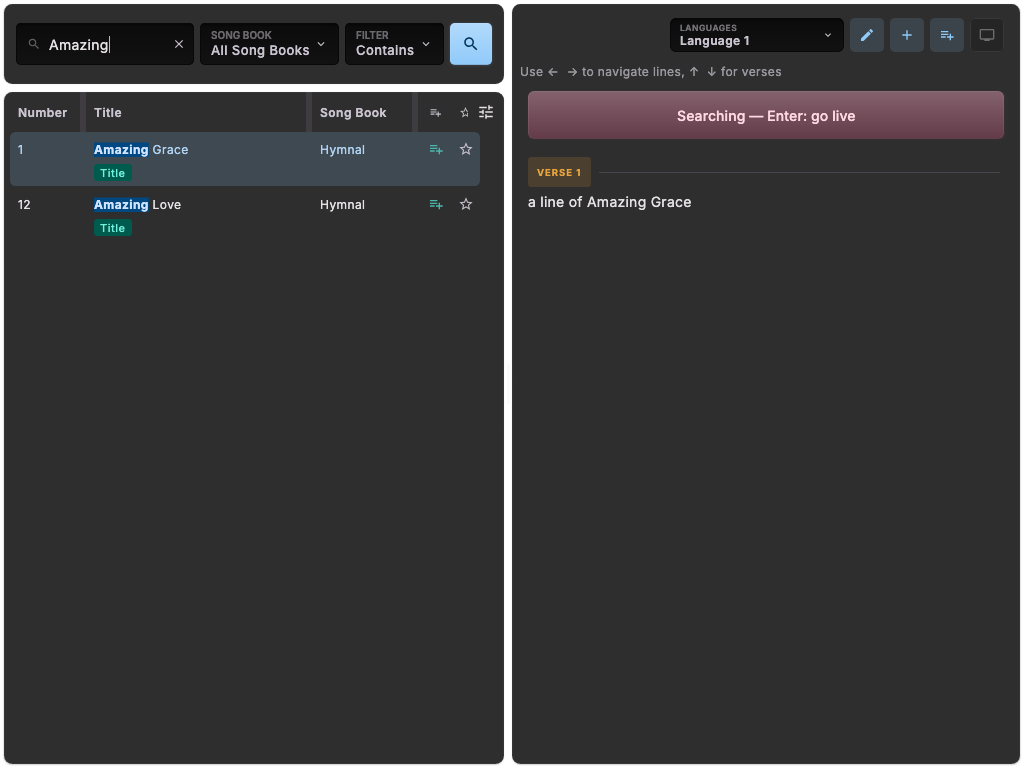 Amazing
SONG BOOK
All Song Books
FILTER
Contains
Number Title Song Book
1 Amazing Grace Hymnal
Title
12 Amazing Love Hymnal
Title
LANGUAGES
Language 1
Use ← → to navigate lines, ↑ ↓ for verses
Searching — Enter: go live
VERSE 1
a line of Amazing Grace